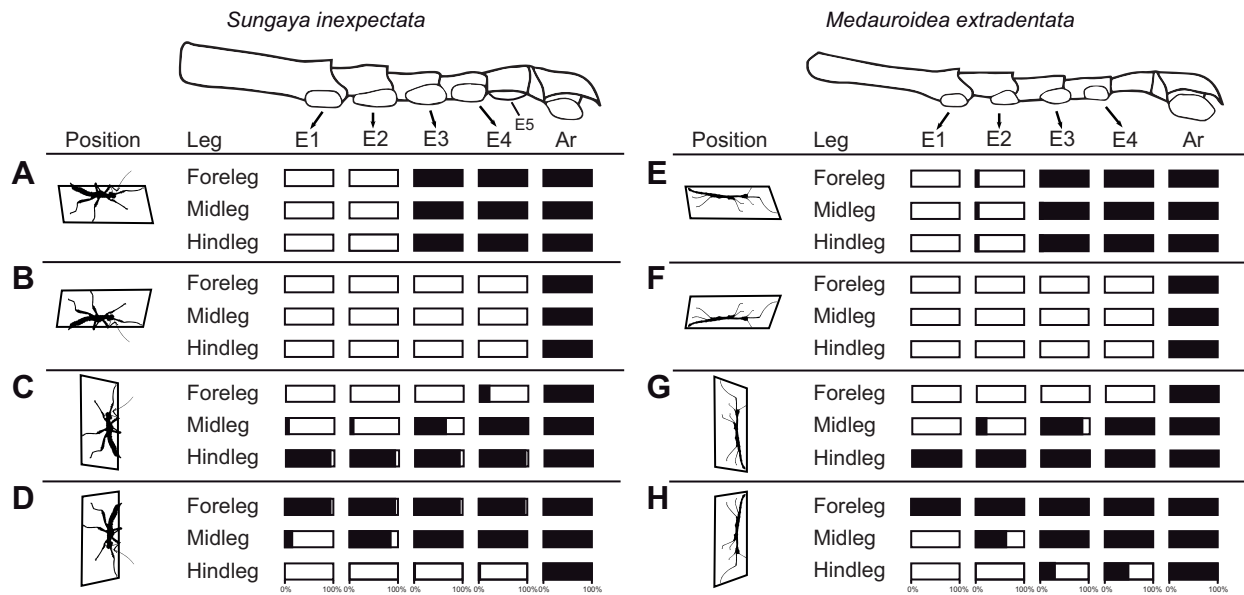 Sungaya inexpectata Medauroidea extradentata
E5
Position Leg E1 E2 E3 E4 Ar Position Leg E1 E2 E3 E4 Ar
A Foreleg E Foreleg
Midleg Midleg
Hindleg Hindleg
B Foreleg F Foreleg
Midleg Midleg
Hindleg Hindleg
C Foreleg G Foreleg
Midleg Midleg
Hindleg Hindleg
D Foreleg H Foreleg
Midleg Midleg
Hindleg Hindleg
0% 100% 0% 100% 0% 100% 0% 100% 0% 100% 0% 100% 0% 100% 0% 100% 0% 100% 0% 100%